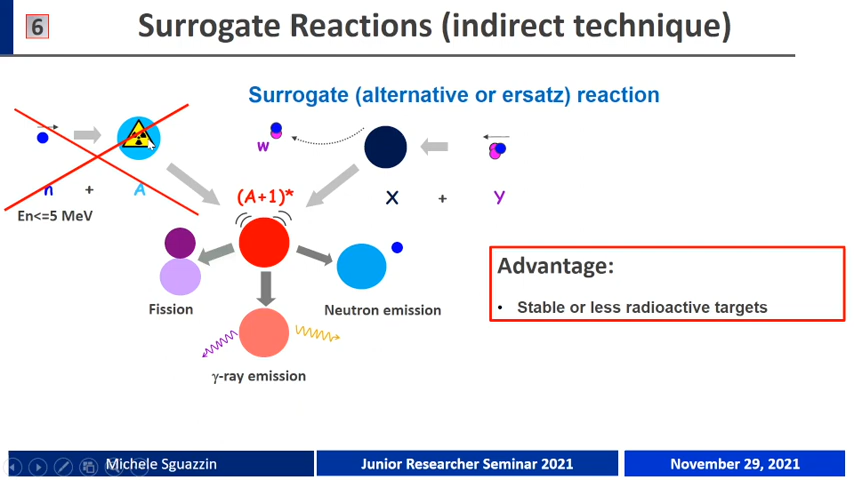 6
Surrogate Reactions (indirect technique)
Surrogate (alternative or ersatz) reaction
w
n + A
X + Y
(A+1)*
En<=5 MeV
Advantage:
• Stable or less radioactive targets
Fission
Neutron emission
γ-ray emission
Michele Sguazzin
Junior Researcher Seminar 2021
November 29, 2021